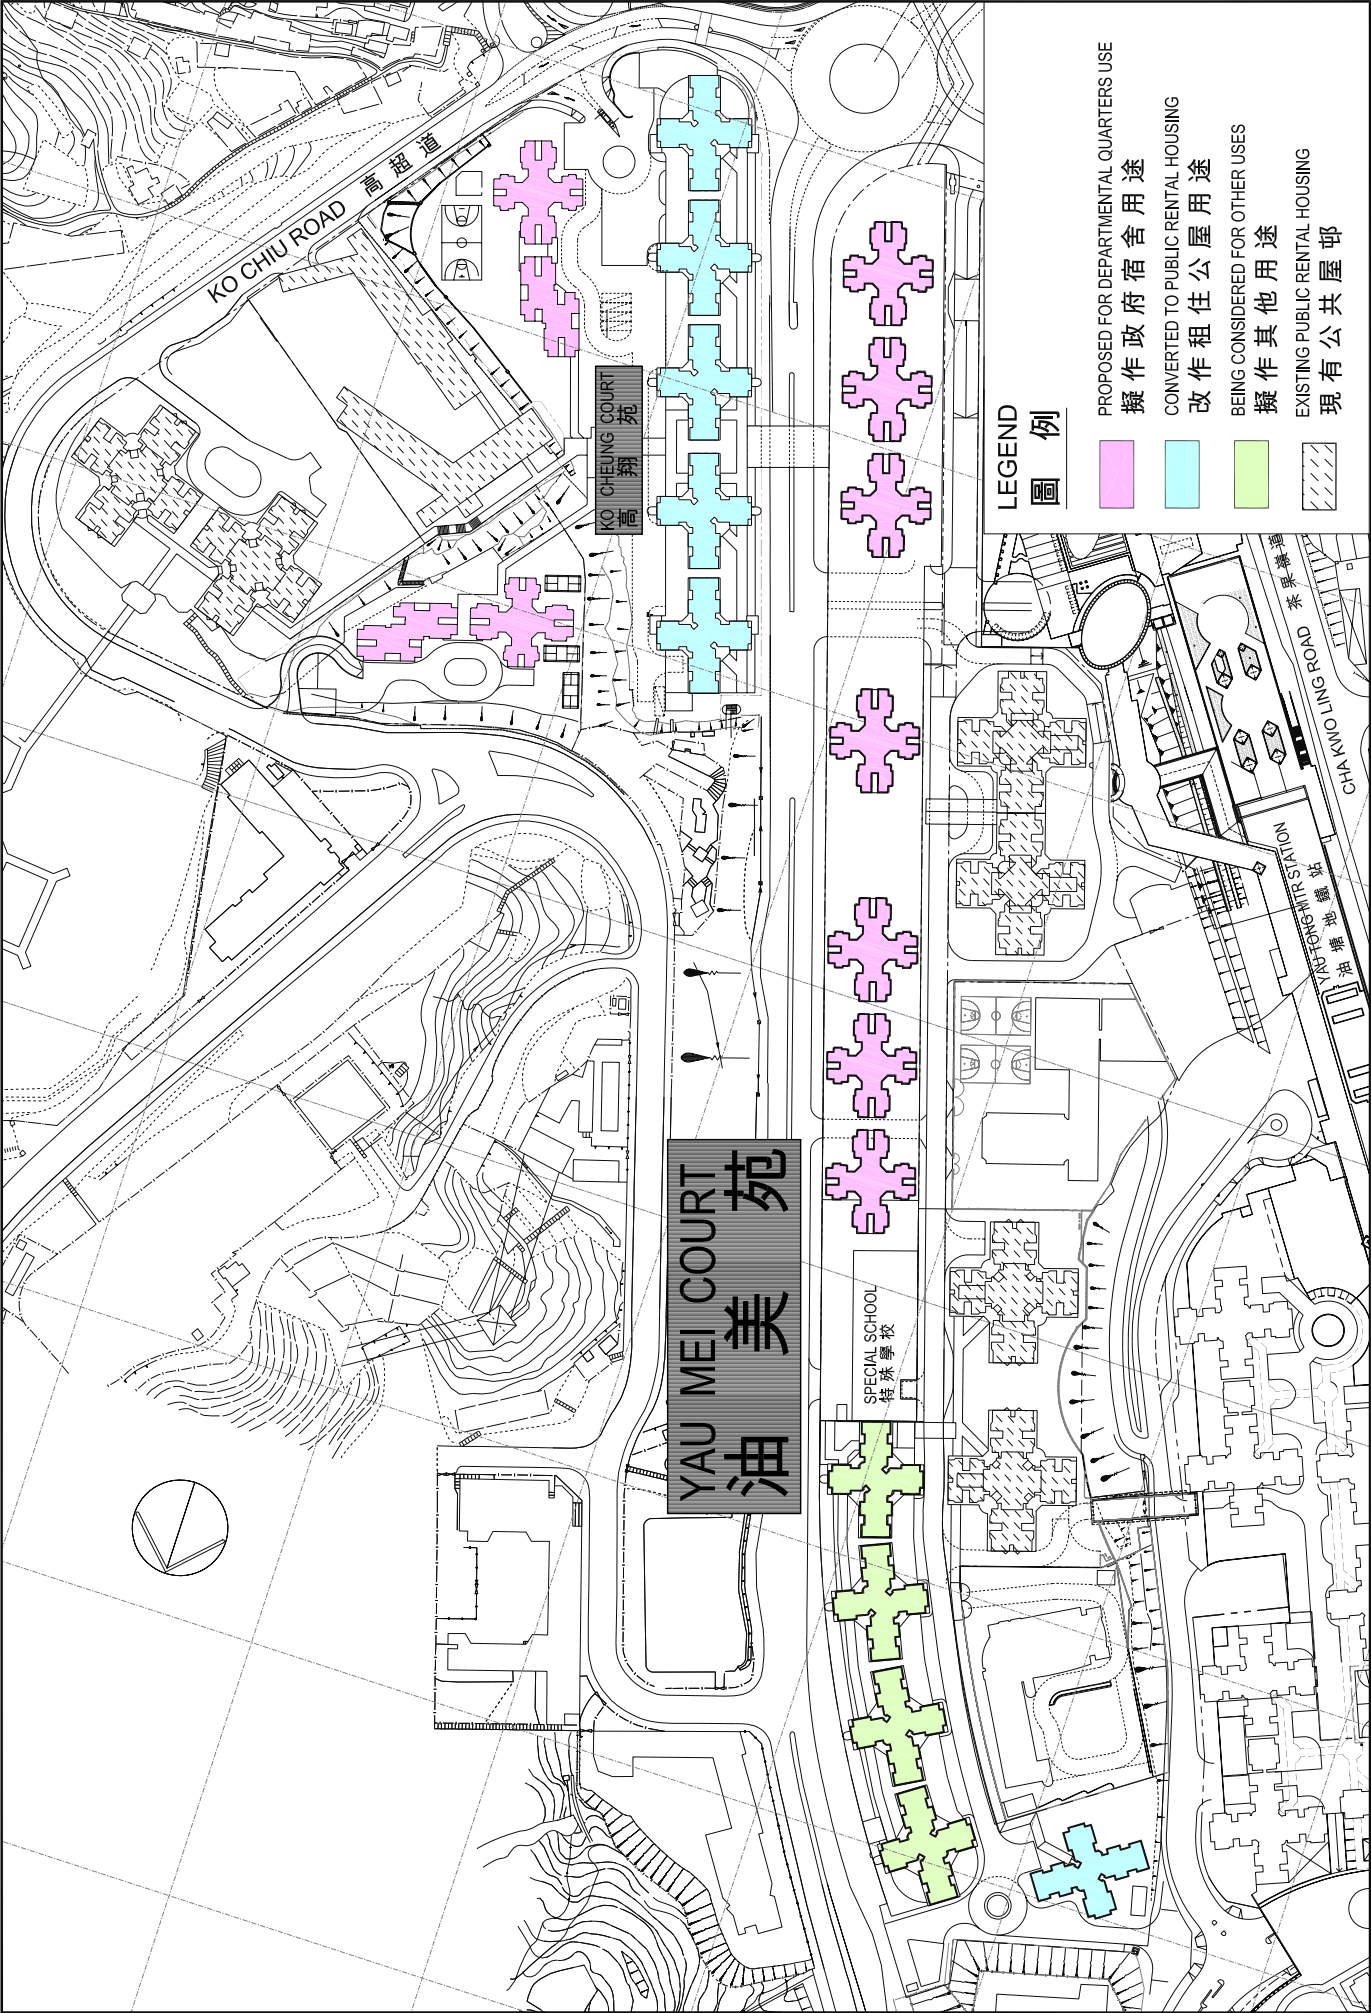 KO CHIU ROAD 高超道
KO CHEUNG COURT
高翔苑
YAU MEI COURT
油美苑
SPECIAL SCHOOL
特殊學校
YAU TONG MTR STATION
油塘地鐵站
CHA KWO LING ROAD 茶果嶺道
LEGEND
圖例
PROPOSED FOR DEPARTMENTAL QUARTERS USE
擬作政府宿舍用途
CONVERTED TO PUBLIC RENTAL HOUSING
改作租住公屋用途
BEING CONSIDERED FOR OTHER USES
擬作其他用途
EXISTING PUBLIC RENTAL HOUSING
現有公共屋邨